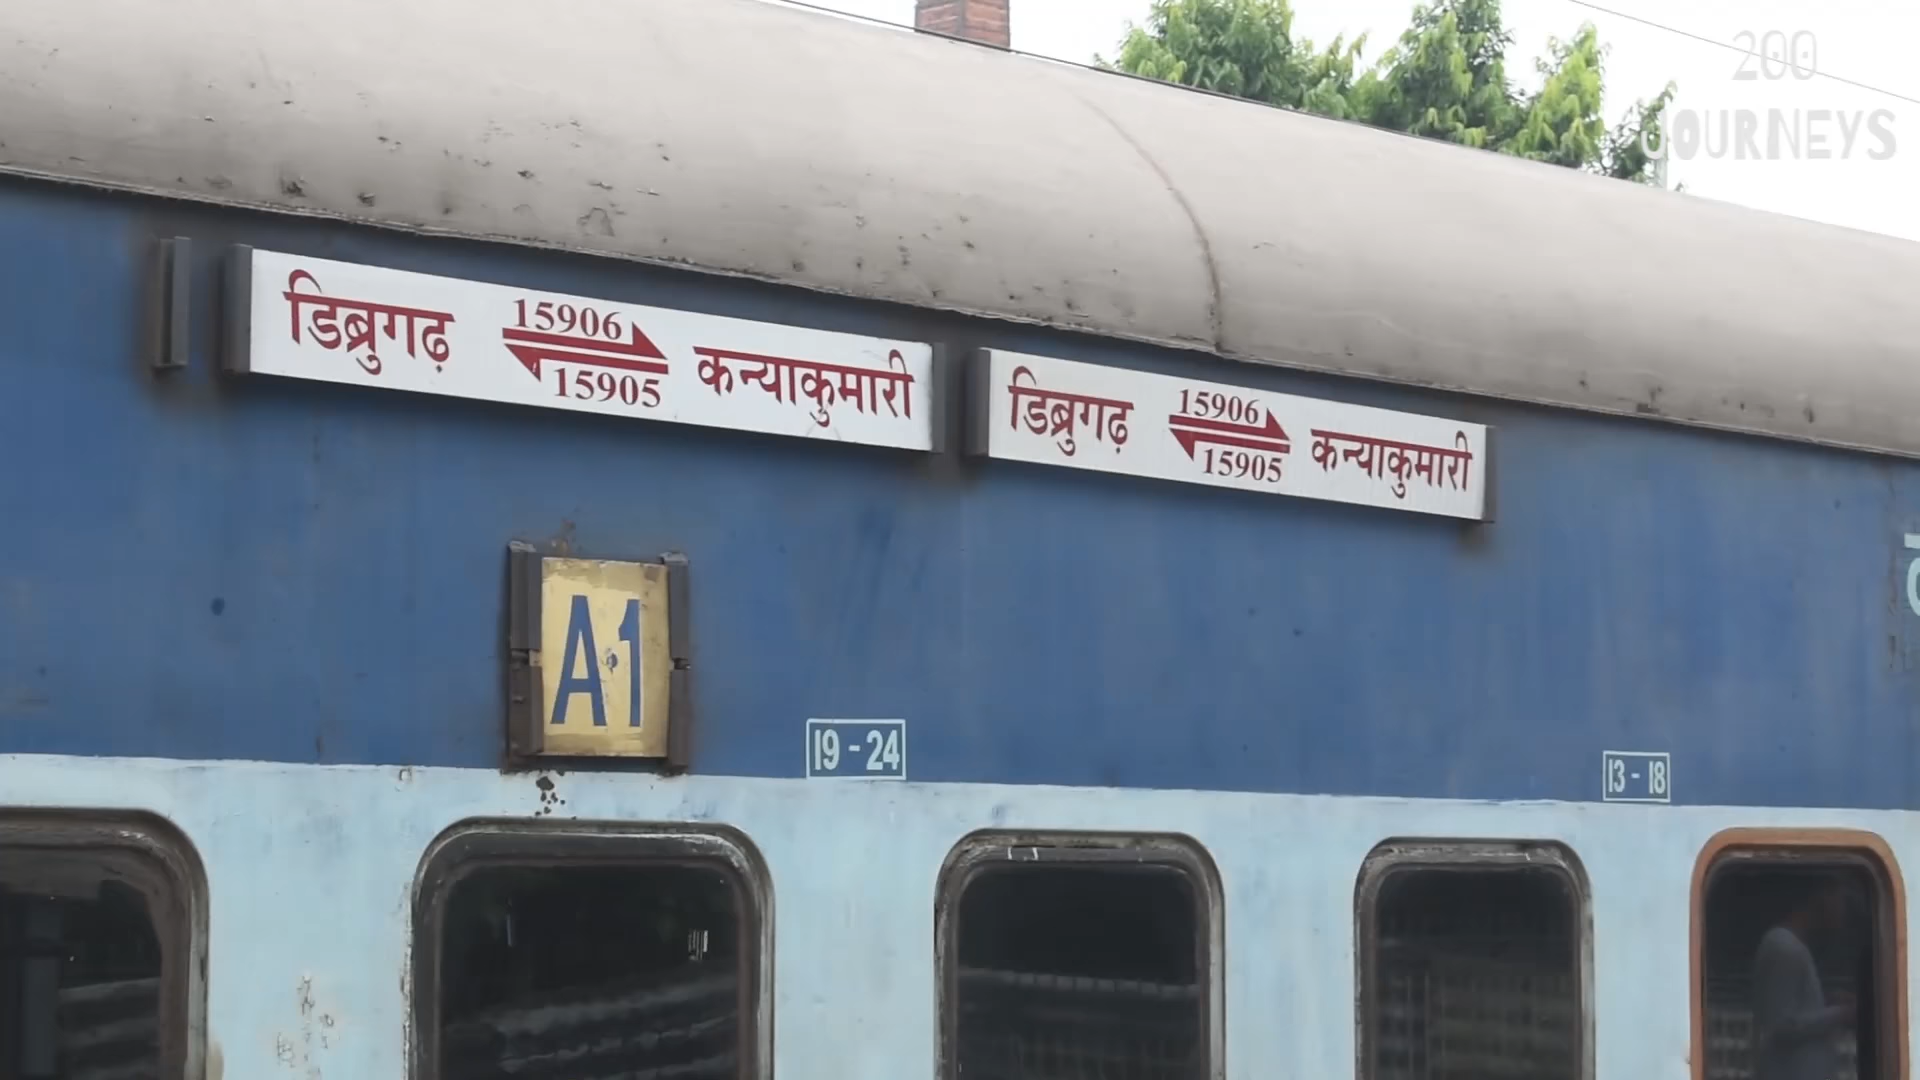 200
JOURNEYS
डिब्रुगढ़ 15906 कन्याकुमारी
15905
डिब्रुगढ़ 15906 कन्याकुमारी
15905
A1
19 - 24
13 - 18